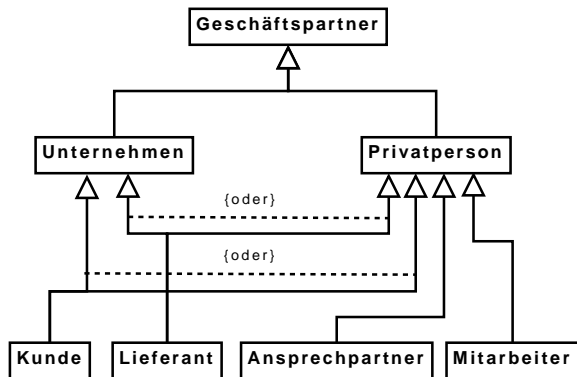 Geschäftspartner
Unternehmen
Privatperson
{oder}
{oder}
Kunde
Lieferant
Ansprechpartner
Mitarbeiter